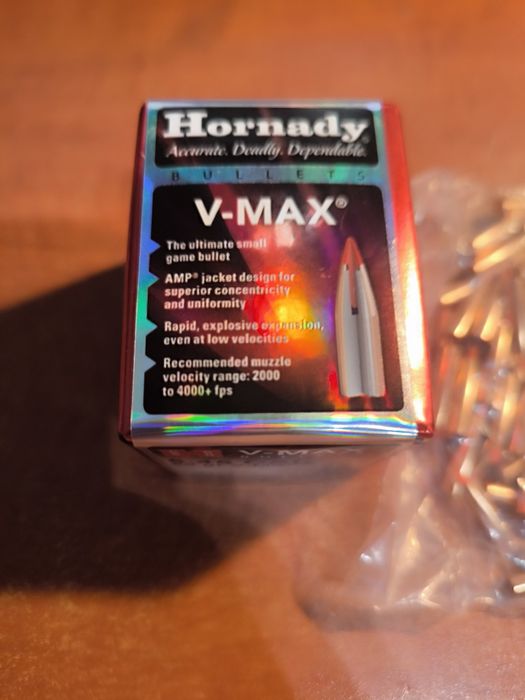 Hornady®
Accurate. Deadly. Dependable.
BULLETS
V-MAX®
The ultimate small
game bullet
AMP® jacket design for
superior concentricity
and uniformity
Rapid, explosive expansion,
even at low velocities
Recommended muzzle
velocity range: 2000
to 4000+ fps
V-MAX